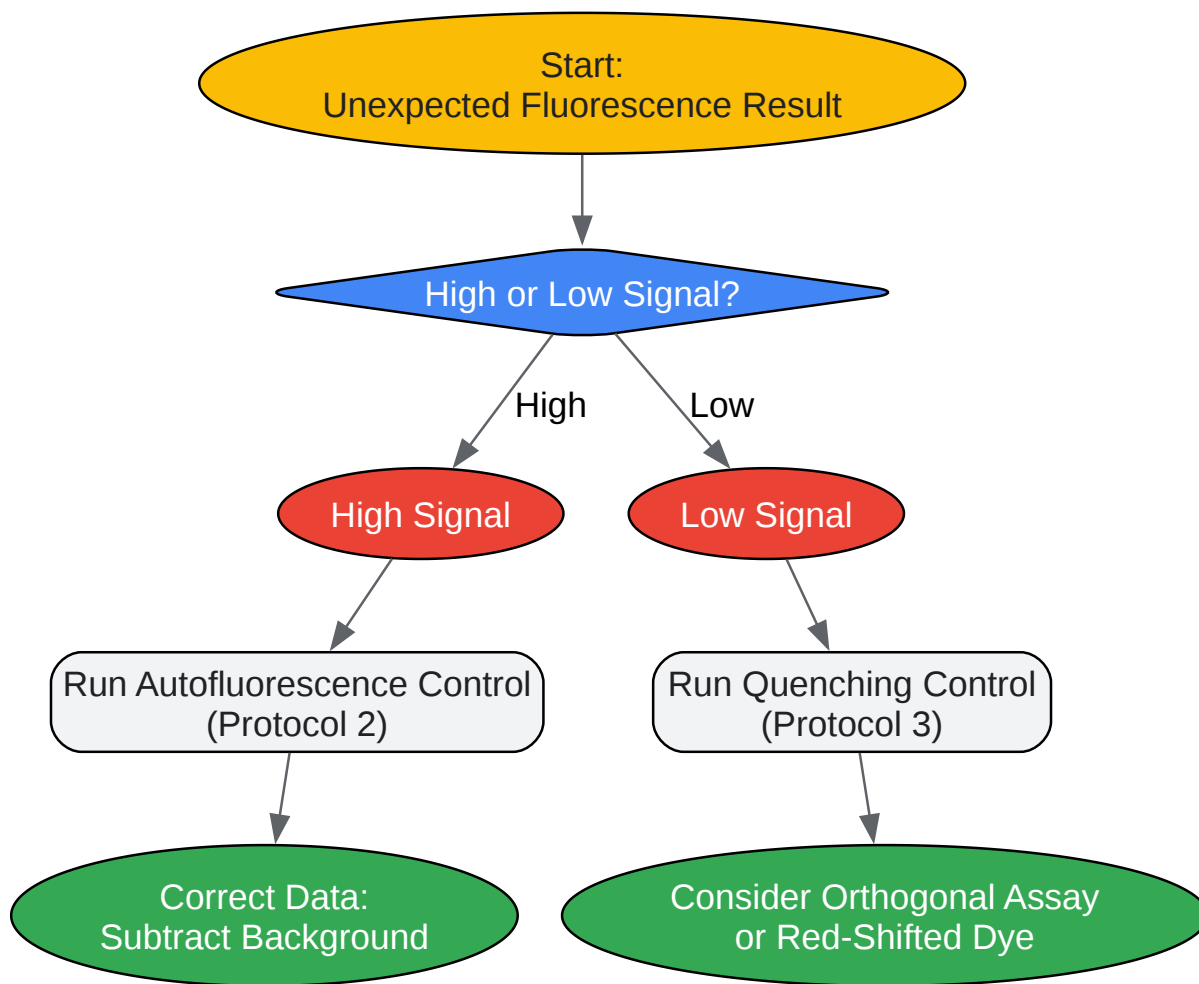 Start:
Unexpected Fluorescence Result
High or Low Signal?
High
Low
High Signal
Low Signal
Run Autofluorescence Control
(Protocol 2)
Run Quenching Control
(Protocol 3)
Correct Data:
Subtract Background
Consider Orthogonal Assay
or Red-Shifted Dye